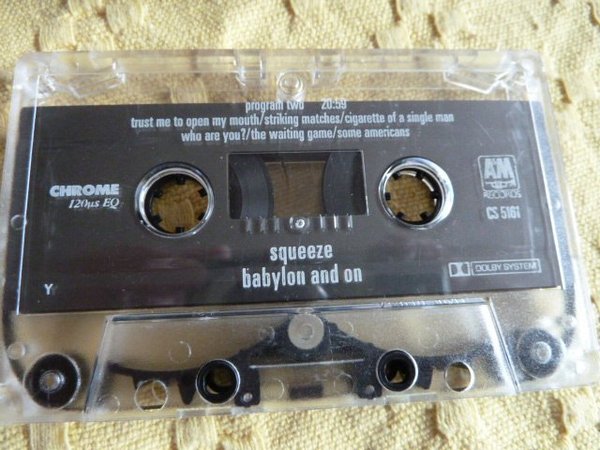 program two 20:59
trust me to open my mouth/striking matches/cigarette of a single man
who are you?/the waiting game/some americans
CHROME
120µs EQ
A&M
RECORDS
CS 5161
squeeze
babylon and on
Y
DOLBY SYSTEM